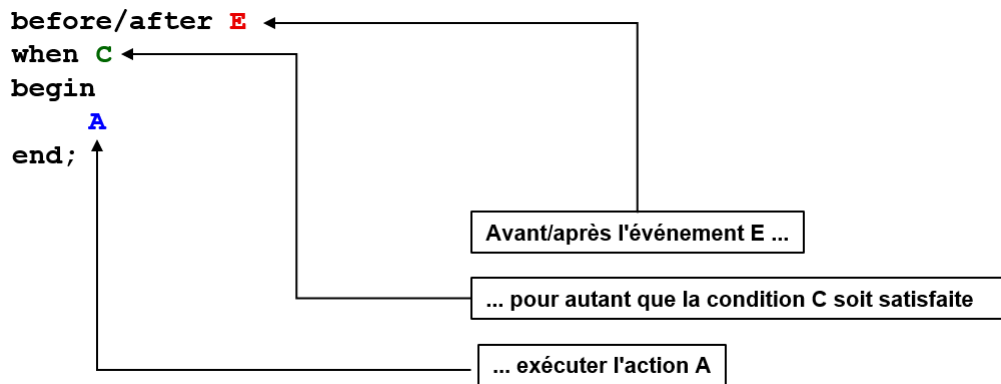 before/after E
when C
begin
A
end;
Avant/après l'événement E ...
... pour autant que la condition C soit satisfaite
... exécuter l'action A